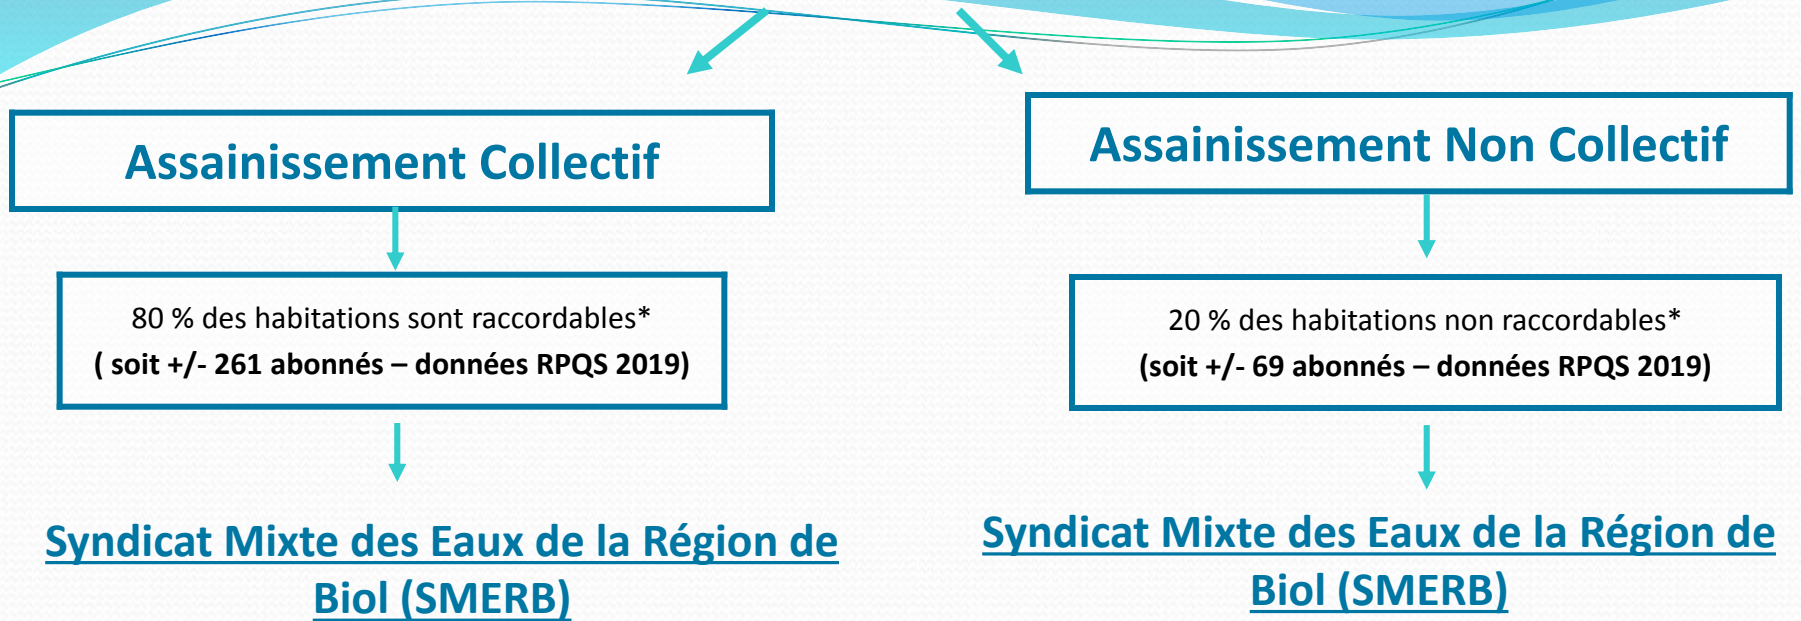 Assainissement Collectif
80 % des habitations sont raccordables*
( soit +/- 261 abonnés – données RPQS 2019)
Syndicat Mixte des Eaux de la Région de
Biol (SMERB)
Assainissement Non Collectif
20 % des habitations non raccordables*
(soit +/- 69 abonnés – données RPQS 2019)
Syndicat Mixte des Eaux de la Région de
Biol (SMERB)